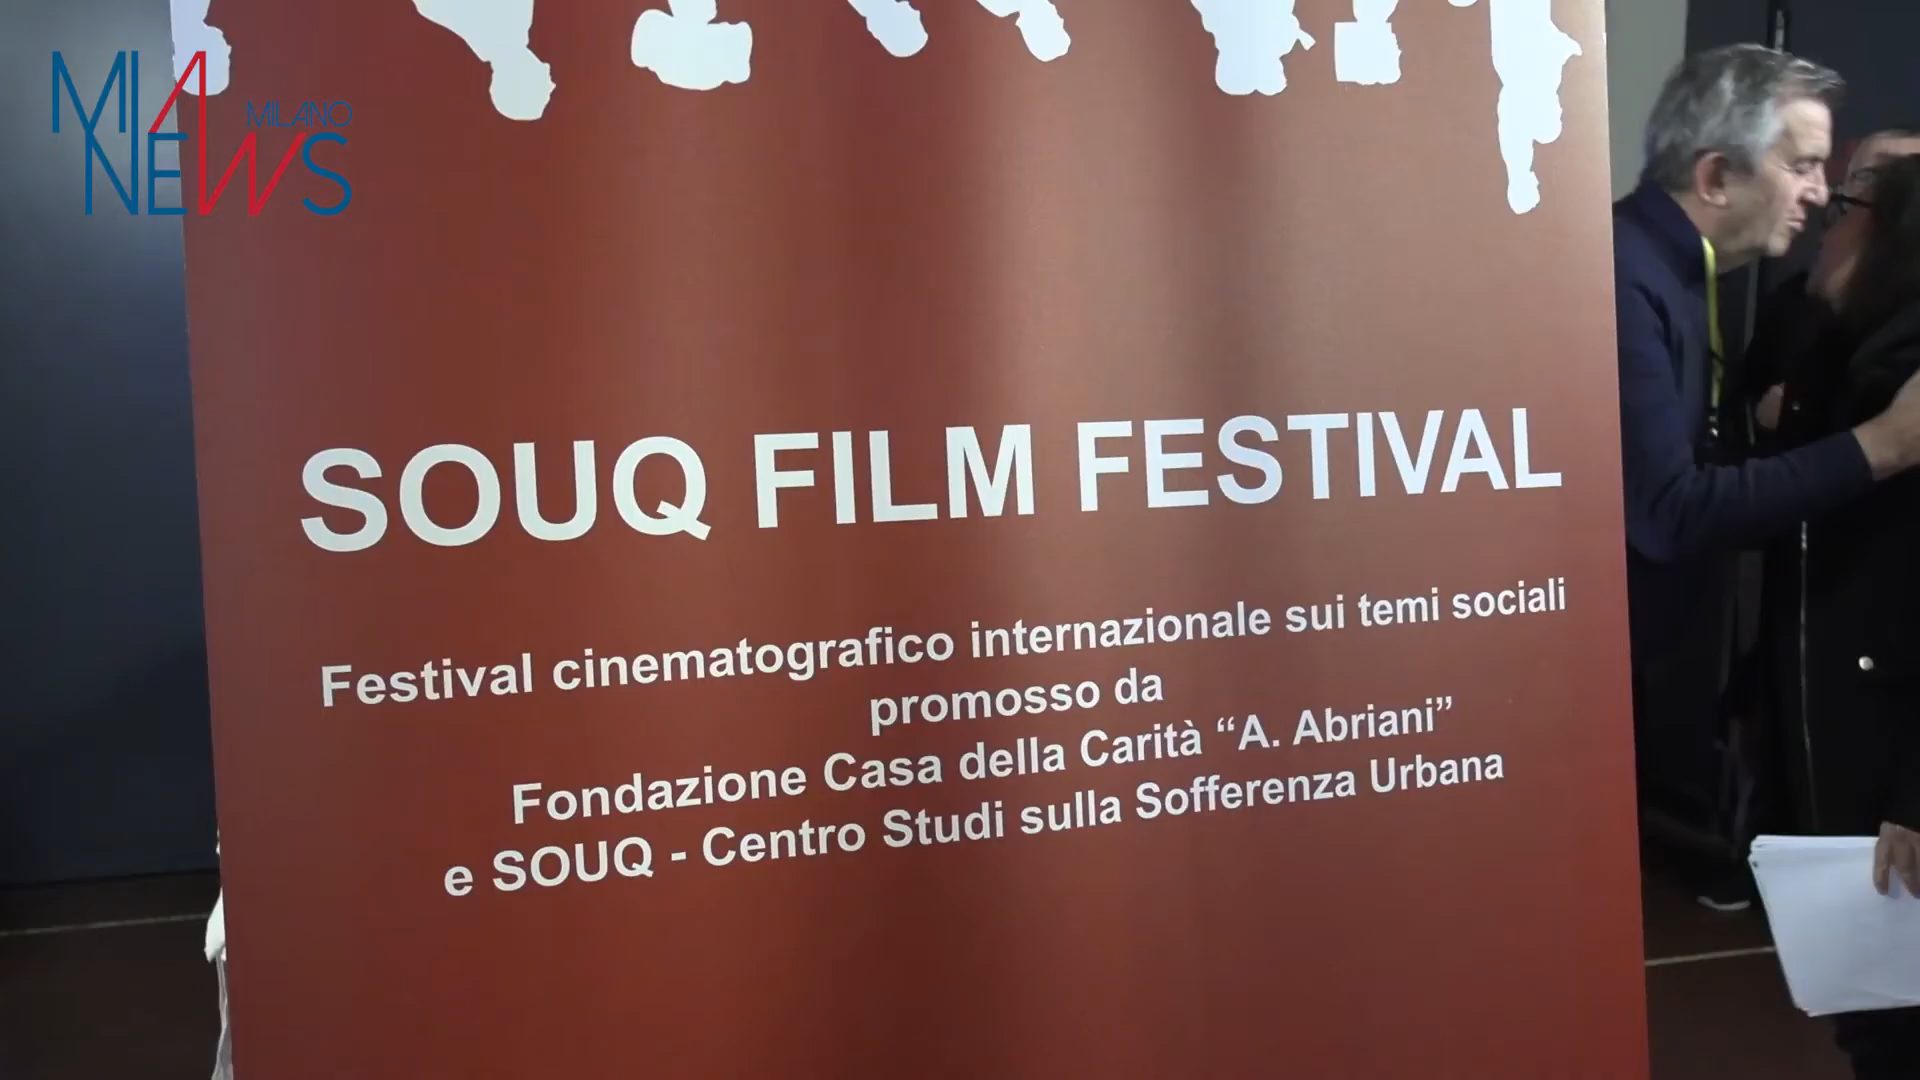 MIA
MILANO
NEWS
SOUQ FILM FESTIVAL
Festival cinematografico internazionale sui temi sociali
promosso da
Fondazione Casa della Carità “A. Abriani”
e SOUQ - Centro Studi sulla Sofferenza Urbana